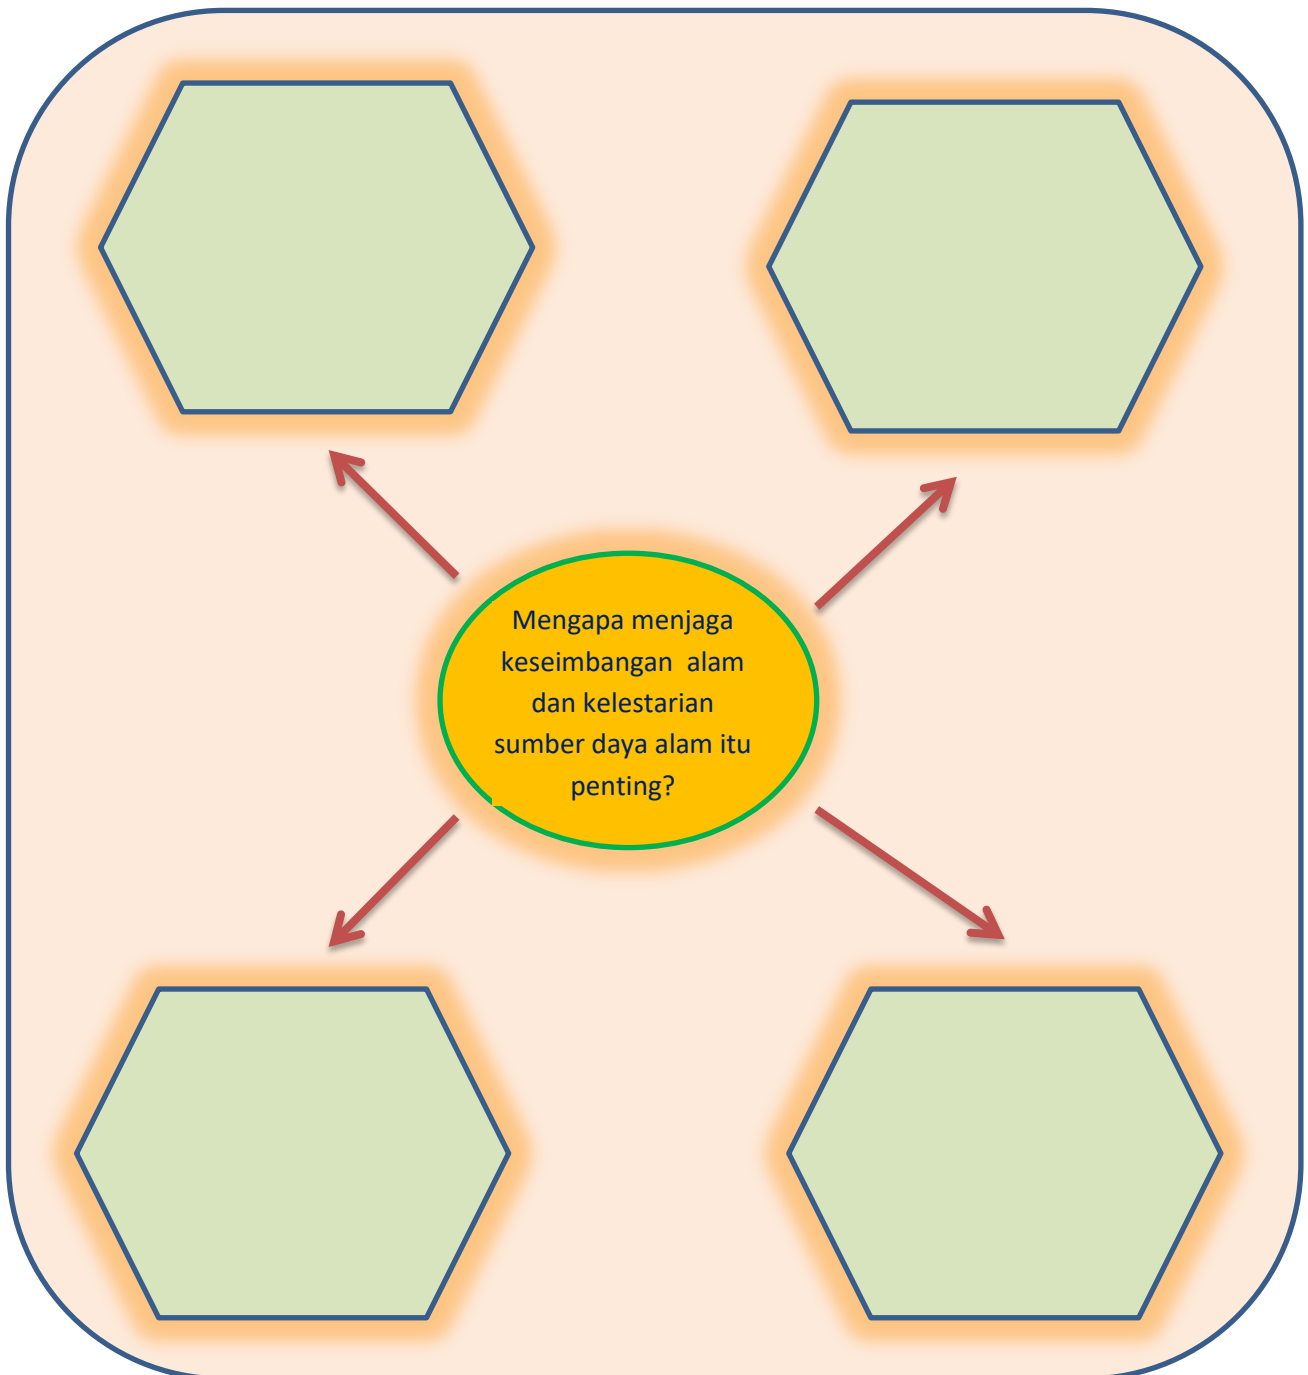 Mengapa menjaga
keseimbangan  alam
dan kelestarian
sumber daya alam itu
penting?